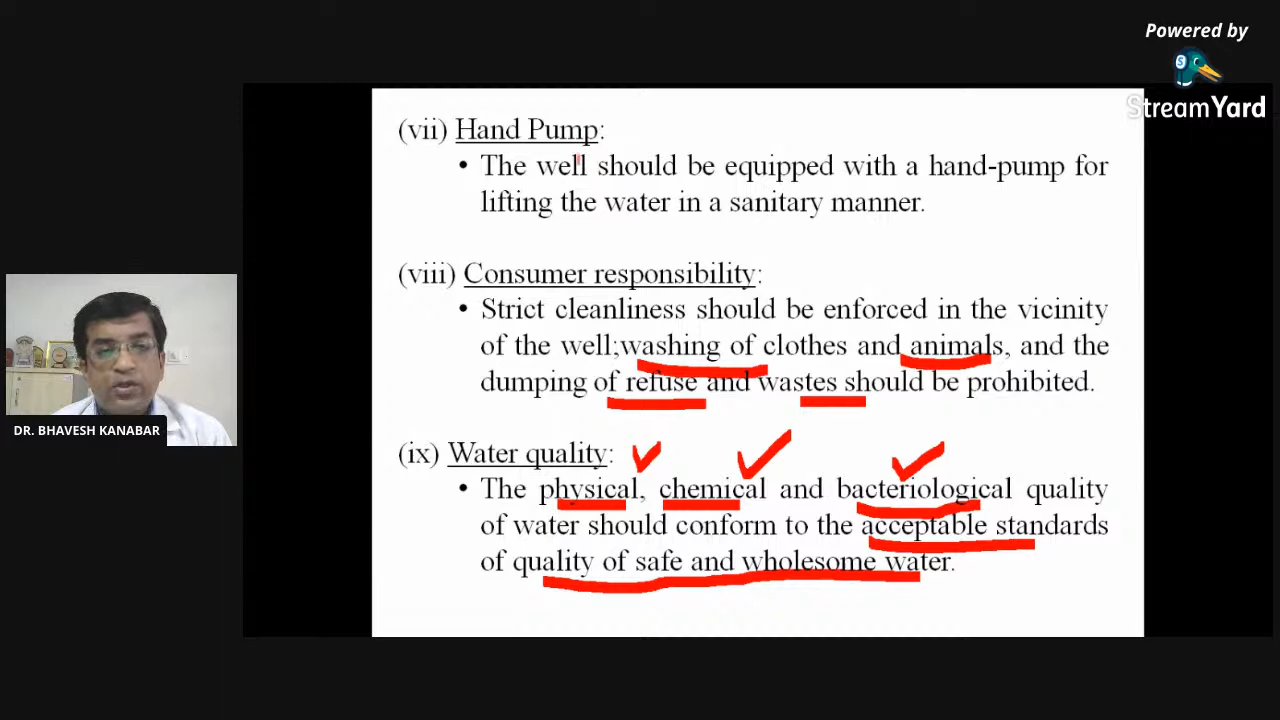 Powered by
StreamYard
(vii) Hand Pump:
• The well should be equipped with a hand-pump for
lifting the water in a sanitary manner.
(viii) Consumer responsibility:
• Strict cleanliness should be enforced in the vicinity
of the well;washing of clothes and animals, and the
dumping of refuse and wastes should be prohibited.
(ix) Water quality:
• The physical, chemical and bacteriological quality
of water should conform to the acceptable standards
of quality of safe and wholesome water.
DR. BHAVESH KANABAR